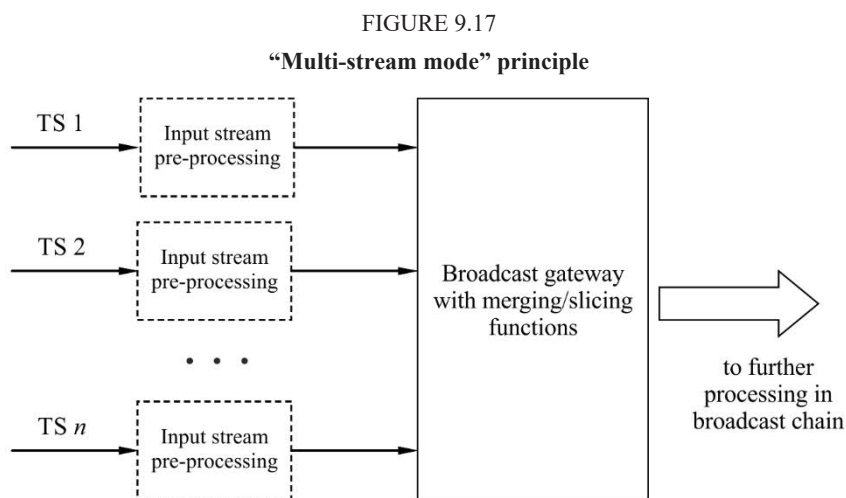 FIGURE 9.17
“Multi-stream mode” principle
TS 1
Input stream
pre-processing
TS 2
Input stream
pre-processing
• • •
TS n
Input stream
pre-processing
Broadcast gateway
with merging/slicing
functions
to further
processing in
broadcast chain